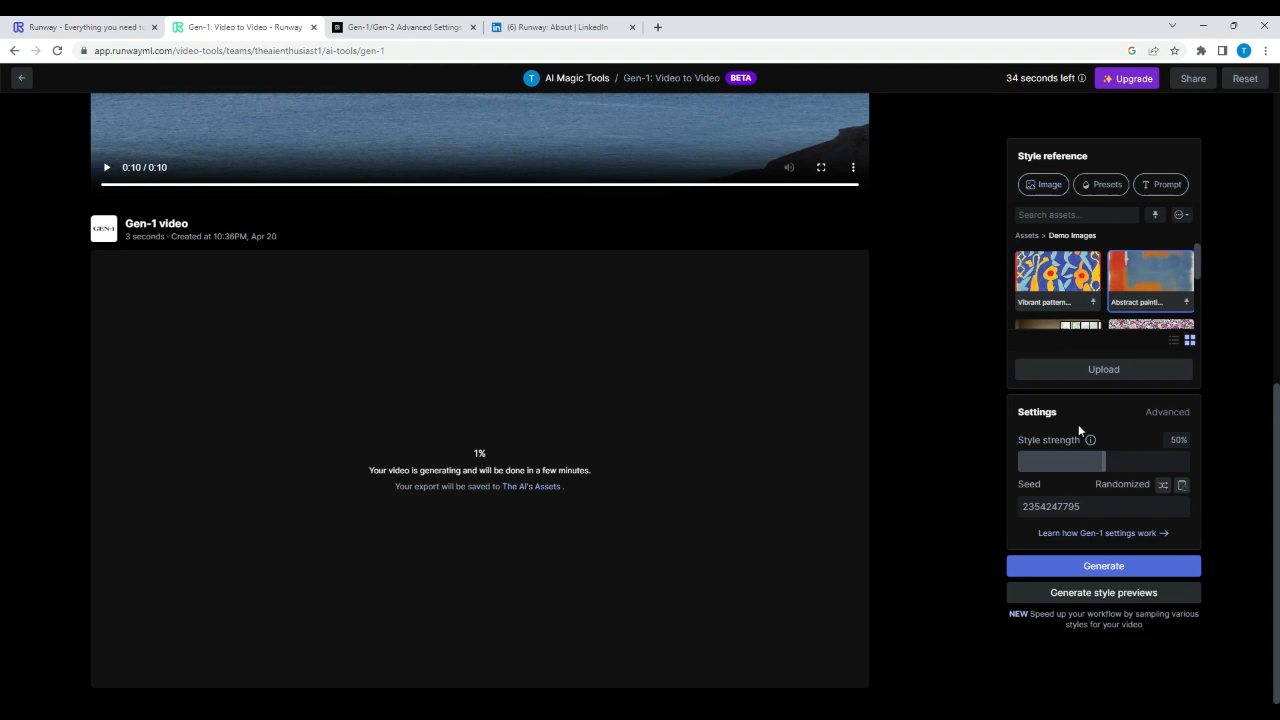 Runway - Everything you need to
Gen-1: Video to Video - Runway
Gen-1/Gen-2 Advanced Settings
(6) Runway: About | LinkedIn
app.runwayml.com/video-tools/teams/theaienthusiast1/ai-tools/gen-1
T
T AI Magic Tools / Gen-1: Video to Video BETA
34 seconds left
Upgrade
Share
Reset
0:10 / 0:10
GEN-1
Gen-1 video
3 seconds · Created at 10:36PM, Apr 20
1%
Your video is generating and will be done in a few minutes.
Your export will be saved to The AI's Assets .
Style reference
Image
Presets
T Prompt
Search assets...
Assets > Demo Images
Vibrant pattern...
Abstract painti...
Upload
Settings
Advanced
Style strength
50%
Seed
Randomized
2354247795
Learn how Gen-1 settings work →
Generate
Generate style previews
NEW Speed up your workflow by sampling various
styles for your video